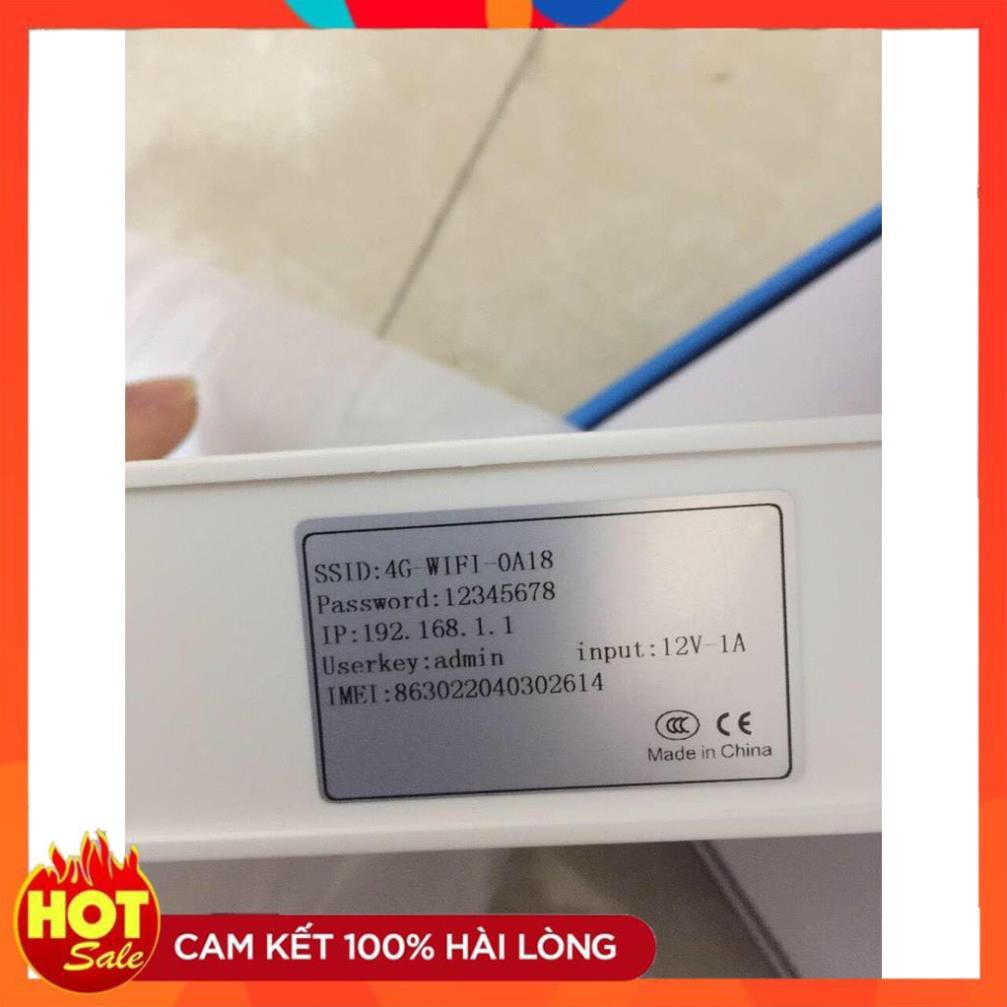 SSID:4G-WIFI-0A18
Password:12345678
IP:192.168.1.1
Userkey:admin input:12V-1A
IMEI:863022040302614
CCC CE
Made in China
HOT
Sale
CAM KẾT 100% HÀI LÒNG